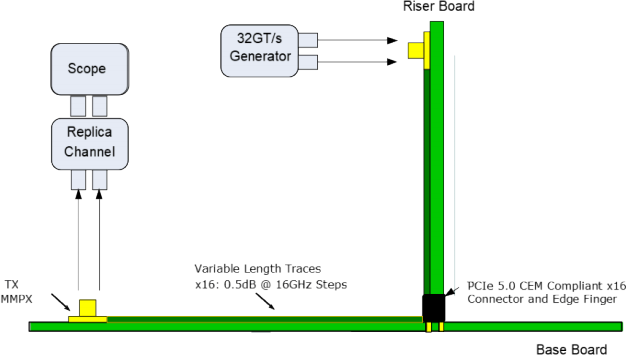 Riser Board
32GT/s
Generator
Scope
Replica
Channel
Variable Length Traces
x16: 0.5dB @ 16GHz Steps
TX
MMPX
PCIe 5.0 CEM Compliant x16
Connector and Edge Finger
Base Board